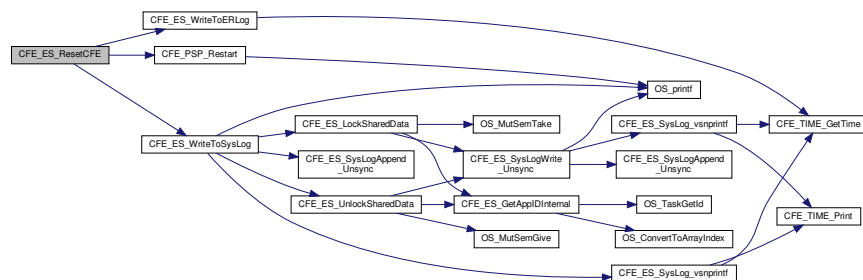 CFE_ES_WriteToERLog
CFE_ES_ResetCFE
CFE_PSP_Restart
OS_printf
CFE_ES_LockSharedData
OS_MutSemTake
CFE_ES_SysLog_vsnprintf
CFE_TIME_GetTime
CFE_ES_WriteToSysLog
CFE_ES_SysLogAppend
_Unsync
CFE_ES_SysLogWrite
_Unsync
CFE_ES_SysLogAppend
_Unsync
CFE_ES_UnlockSharedData
CFE_ES_GetAppIDInternal
OS_TaskGetId
CFE_TIME_Print
OS_MutSemGive
OS_ConvertToArrayIndex
CFE_ES_SysLog_vsnprintf